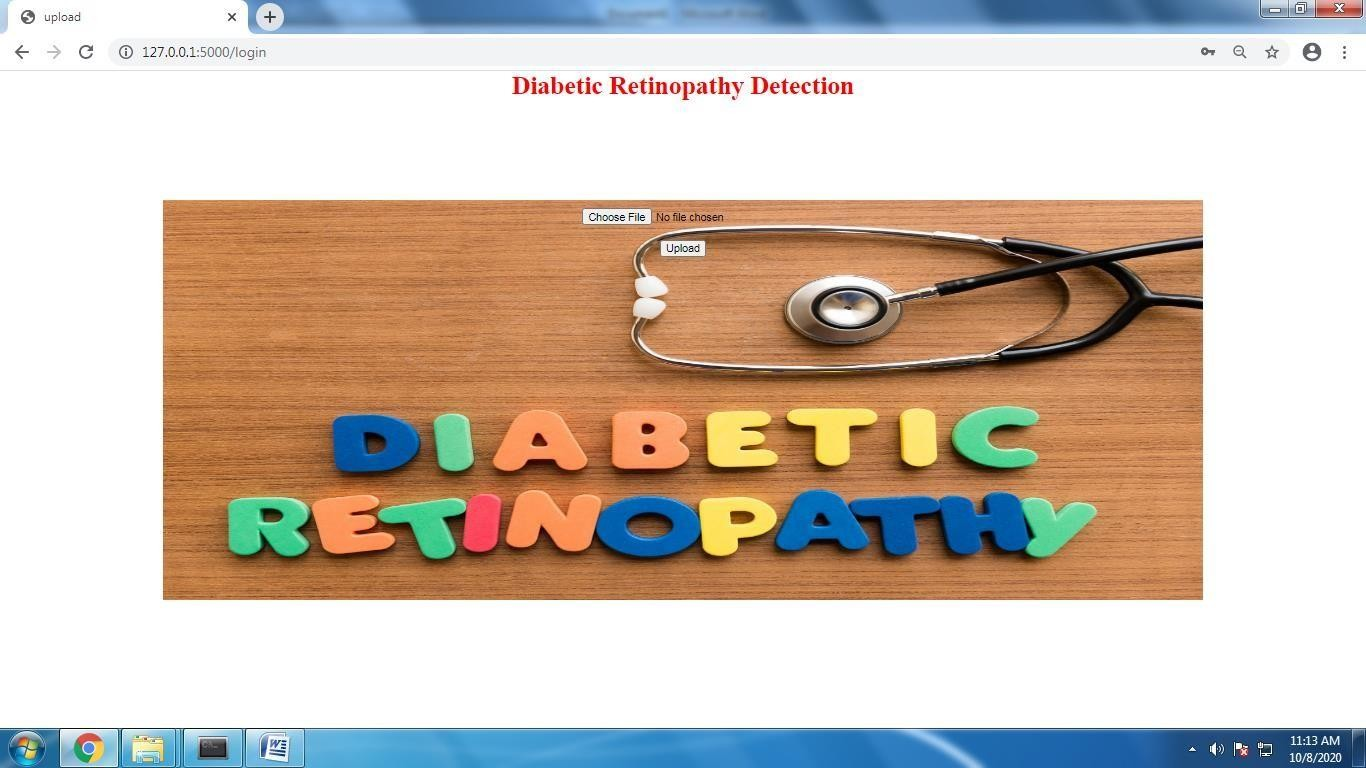 upload
127.0.0.1:5000/login
Diabetic Retinopathy Detection
Choose File No file chosen
Upload
DIABETIC
RETINOPATHY
11:13 AM
10/8/2020